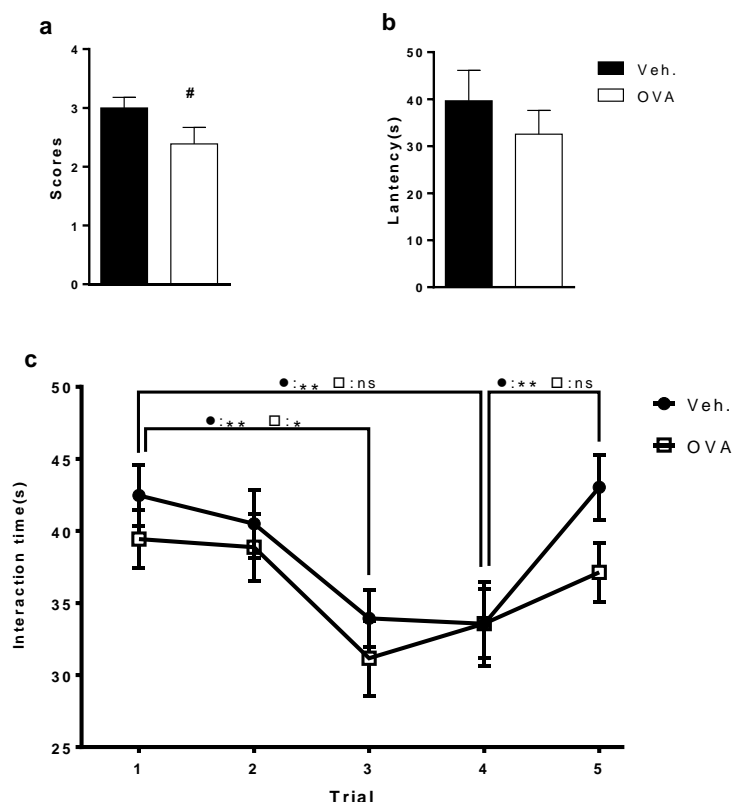 a
4
3
2
1
0
Scores
#
b
50
40
30
20
10
0
Lantency(s)
Veh.
OVA
c
50
45
40
35
30
25
Interaction time(s)
●:** □:ns
●:** □:ns
●:** □:*
Veh.
OVA
1 2 3 4 5
Trial